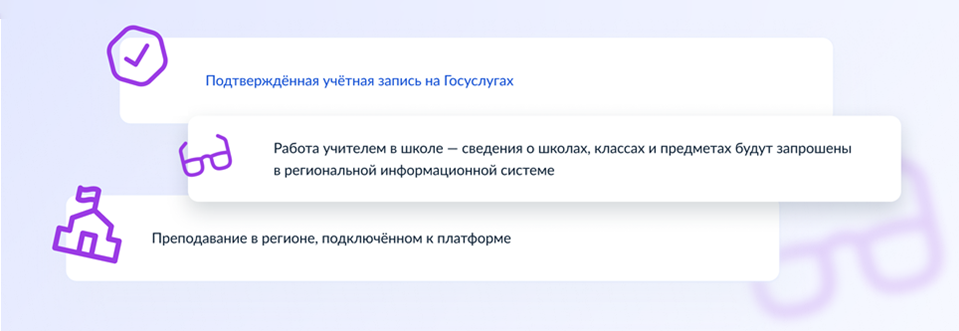 Подтверждённая учётная запись на Госуслугах
Работа учителем в школе — сведения о школах, классах и предметах будут запрошены
в региональной информационной системе
Преподавание в регионе, подключённом к платформе